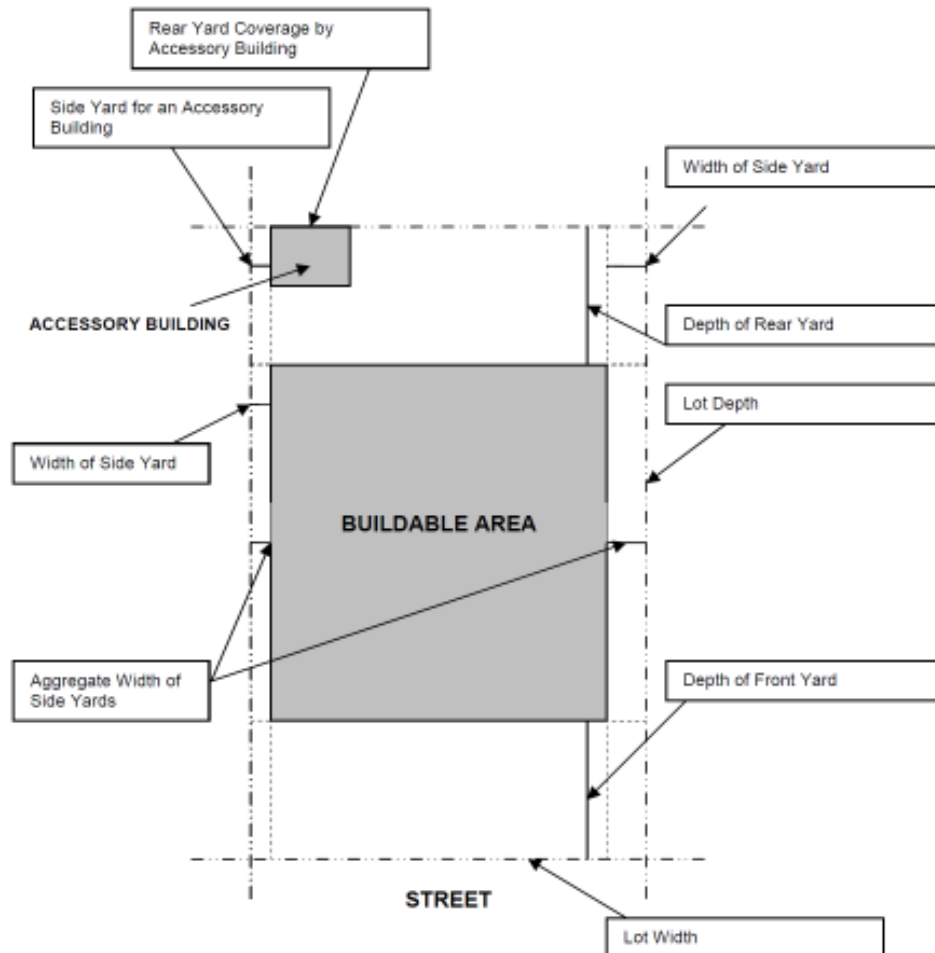 Rear Yard Coverage by
Accessory Building
Side Yard for an Accessory
Building
Width of Side Yard
ACCESSORY BUILDING
Depth of Rear Yard
Lot Depth
Width of Side Yard
BUILDABLE AREA
Aggregate Width of
Side Yards
Depth of Front Yard
STREET
Lot Width